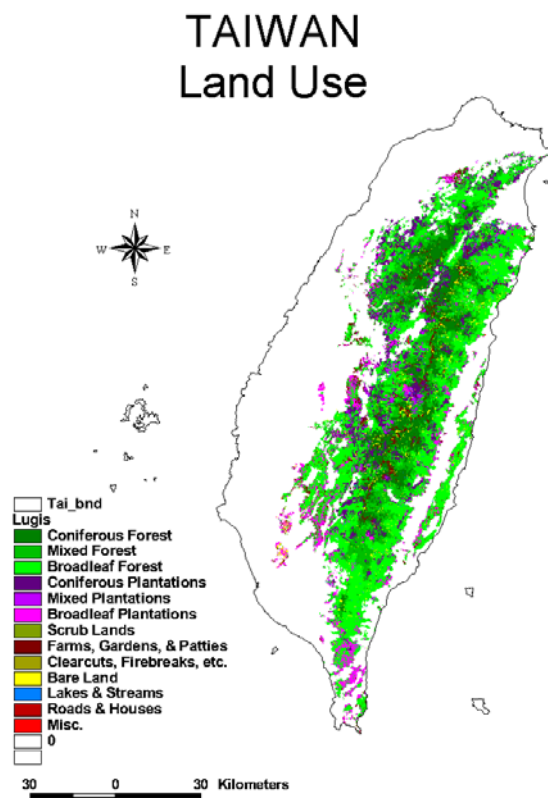 TAIWAN
Land Use
N
W E
S
Tai_bnd
Lugis
Coniferous Forest
Mixed Forest
Broadleaf Forest
Coniferous Plantations
Mixed Plantations
Broadleaf Plantations
Scrub Lands
Farms, Gardens, & Patties
Clearcuts, Firebreaks, etc.
Bare Land
Lakes & Streams
Roads & Houses
Misc.
0
30 0 30 Kilometers